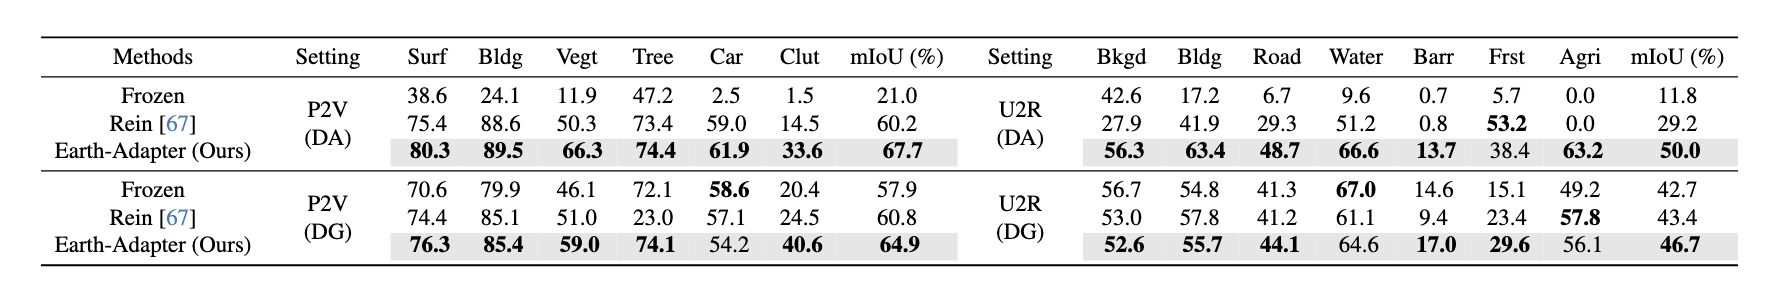 Methods Setting Surf Bldg Vegt Tree Car Clut mIoU (%) Setting Bkgd Bldg Road Water Barr Frst Agri mIoU (%)
Frozen P2V (DA) 38.6 24.1 11.9 47.2 2.5 1.5 21.0 U2R (DA) 42.6 17.2 6.7 9.6 0.7 5.7 0.0 11.8
Rein [67] 75.4 88.6 50.3 73.4 59.0 14.5 60.2 27.9 41.9 29.3 51.2 0.8 53.2 0.0 29.2
Earth-Adapter (Ours) 80.3 89.5 66.3 74.4 61.9 33.6 67.7 56.3 63.4 48.7 66.6 13.7 38.4 63.2 50.0
Frozen P2V (DG) 70.6 79.9 46.1 72.1 58.6 20.4 57.9 U2R (DG) 56.7 54.8 41.3 67.0 14.6 15.1 49.2 42.7
Rein [67] 74.4 85.1 51.0 23.0 57.1 24.5 60.8 53.0 57.8 41.2 61.1 9.4 23.4 57.8 43.4
Earth-Adapter (Ours) 76.3 85.4 59.0 74.1 54.2 40.6 64.9 52.6 55.7 44.1 64.6 17.0 29.6 56.1 46.7